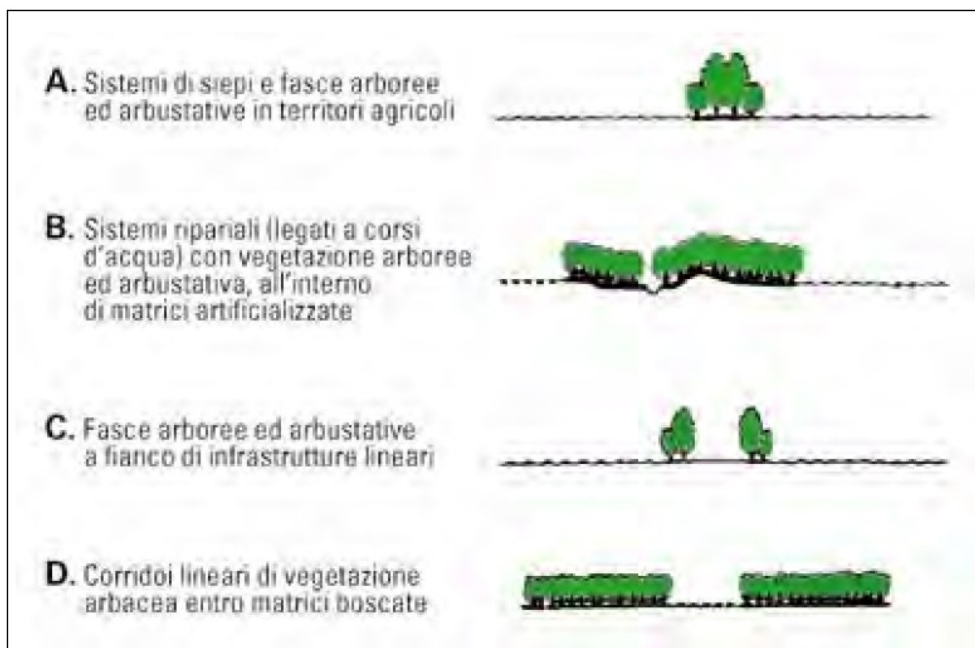 A. Sistemi di siepi e fasce arboree
ed arbustative in territori agricoli
B. Sistemi ripariali (legati a corsi
d'acqua) con vegetazione arboree
ed arbustativa, all'interno
di matrici artificializzate
C. Fasce arboree ed arbustative
a fianco di infrastrutture lineari
D. Corridoi lineari di vegetazione
arbacea entro matrici boscate